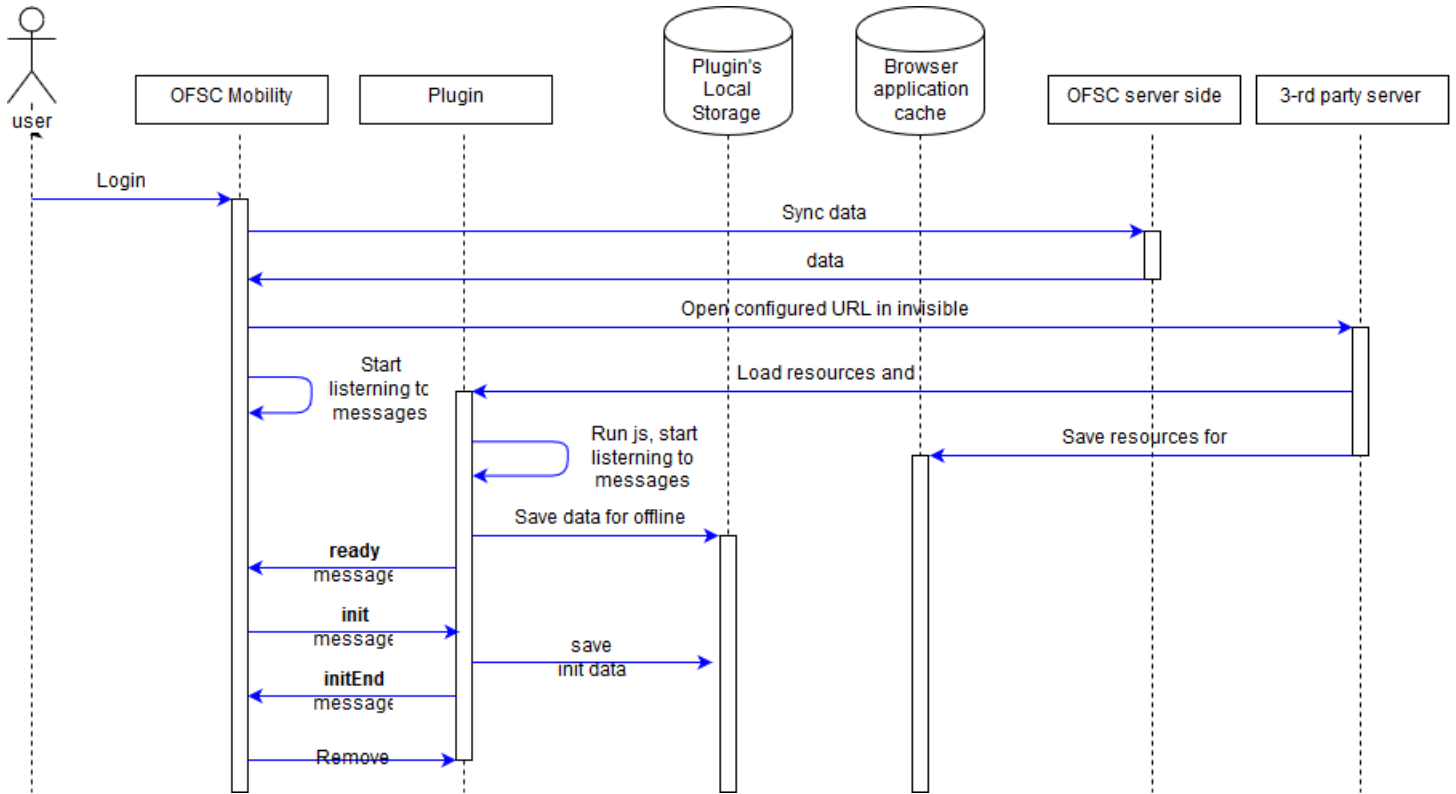 Plugin's
Local
Storage
Browser
application
cache
OFSC Mobility
Plugin
OFSC server side
3-rd party server
user
Login
Sync data
data
Open configured URL in invisible
Start
listerning to
messages
Load resources and
Run js, start
listerning to
messages
Save resources for
Save data for offline
ready
message
init
message
save
init data
initEnd
message
Remove